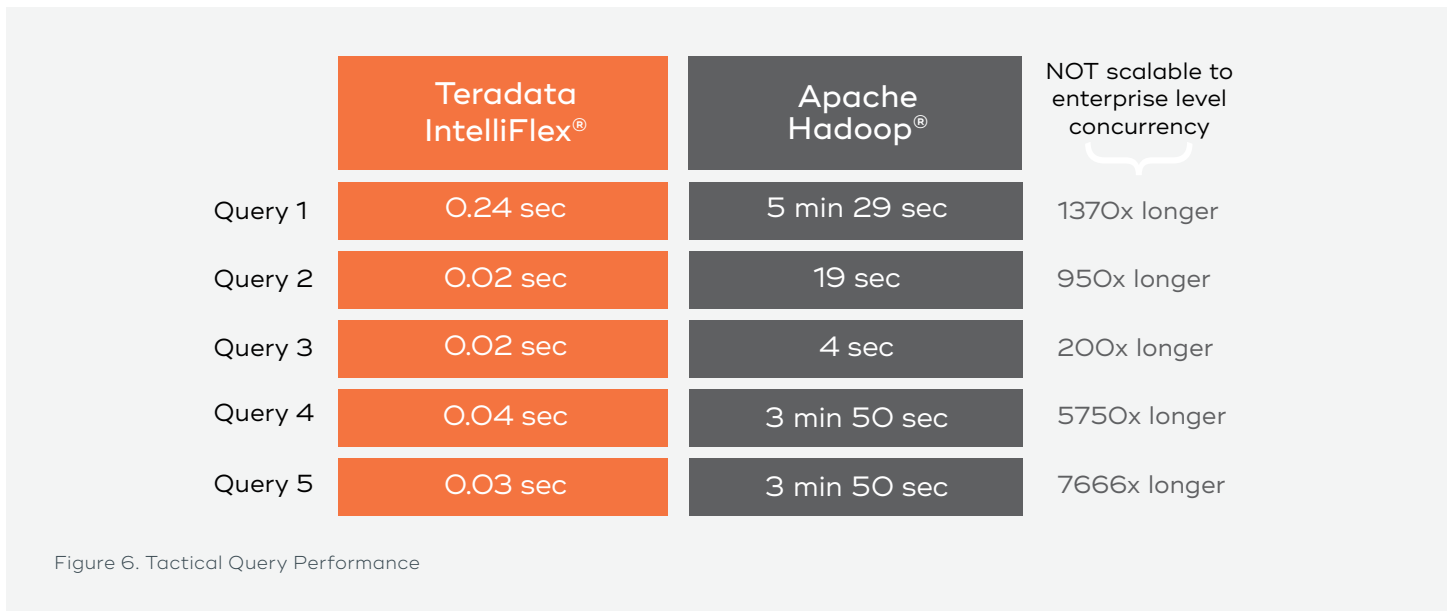 Teradata
IntelliFlex®
Apache
Hadoop®
NOT scalable to
enterprise level
concurrency
Query 1 0.24 sec 5 min 29 sec 1370x longer
Query 2 0.02 sec 19 sec 950x longer
Query 3 0.02 sec 4 sec 200x longer
Query 4 0.04 sec 3 min 50 sec 5750x longer
Query 5 0.03 sec 3 min 50 sec 7666x longer
Figure 6. Tactical Query Performance